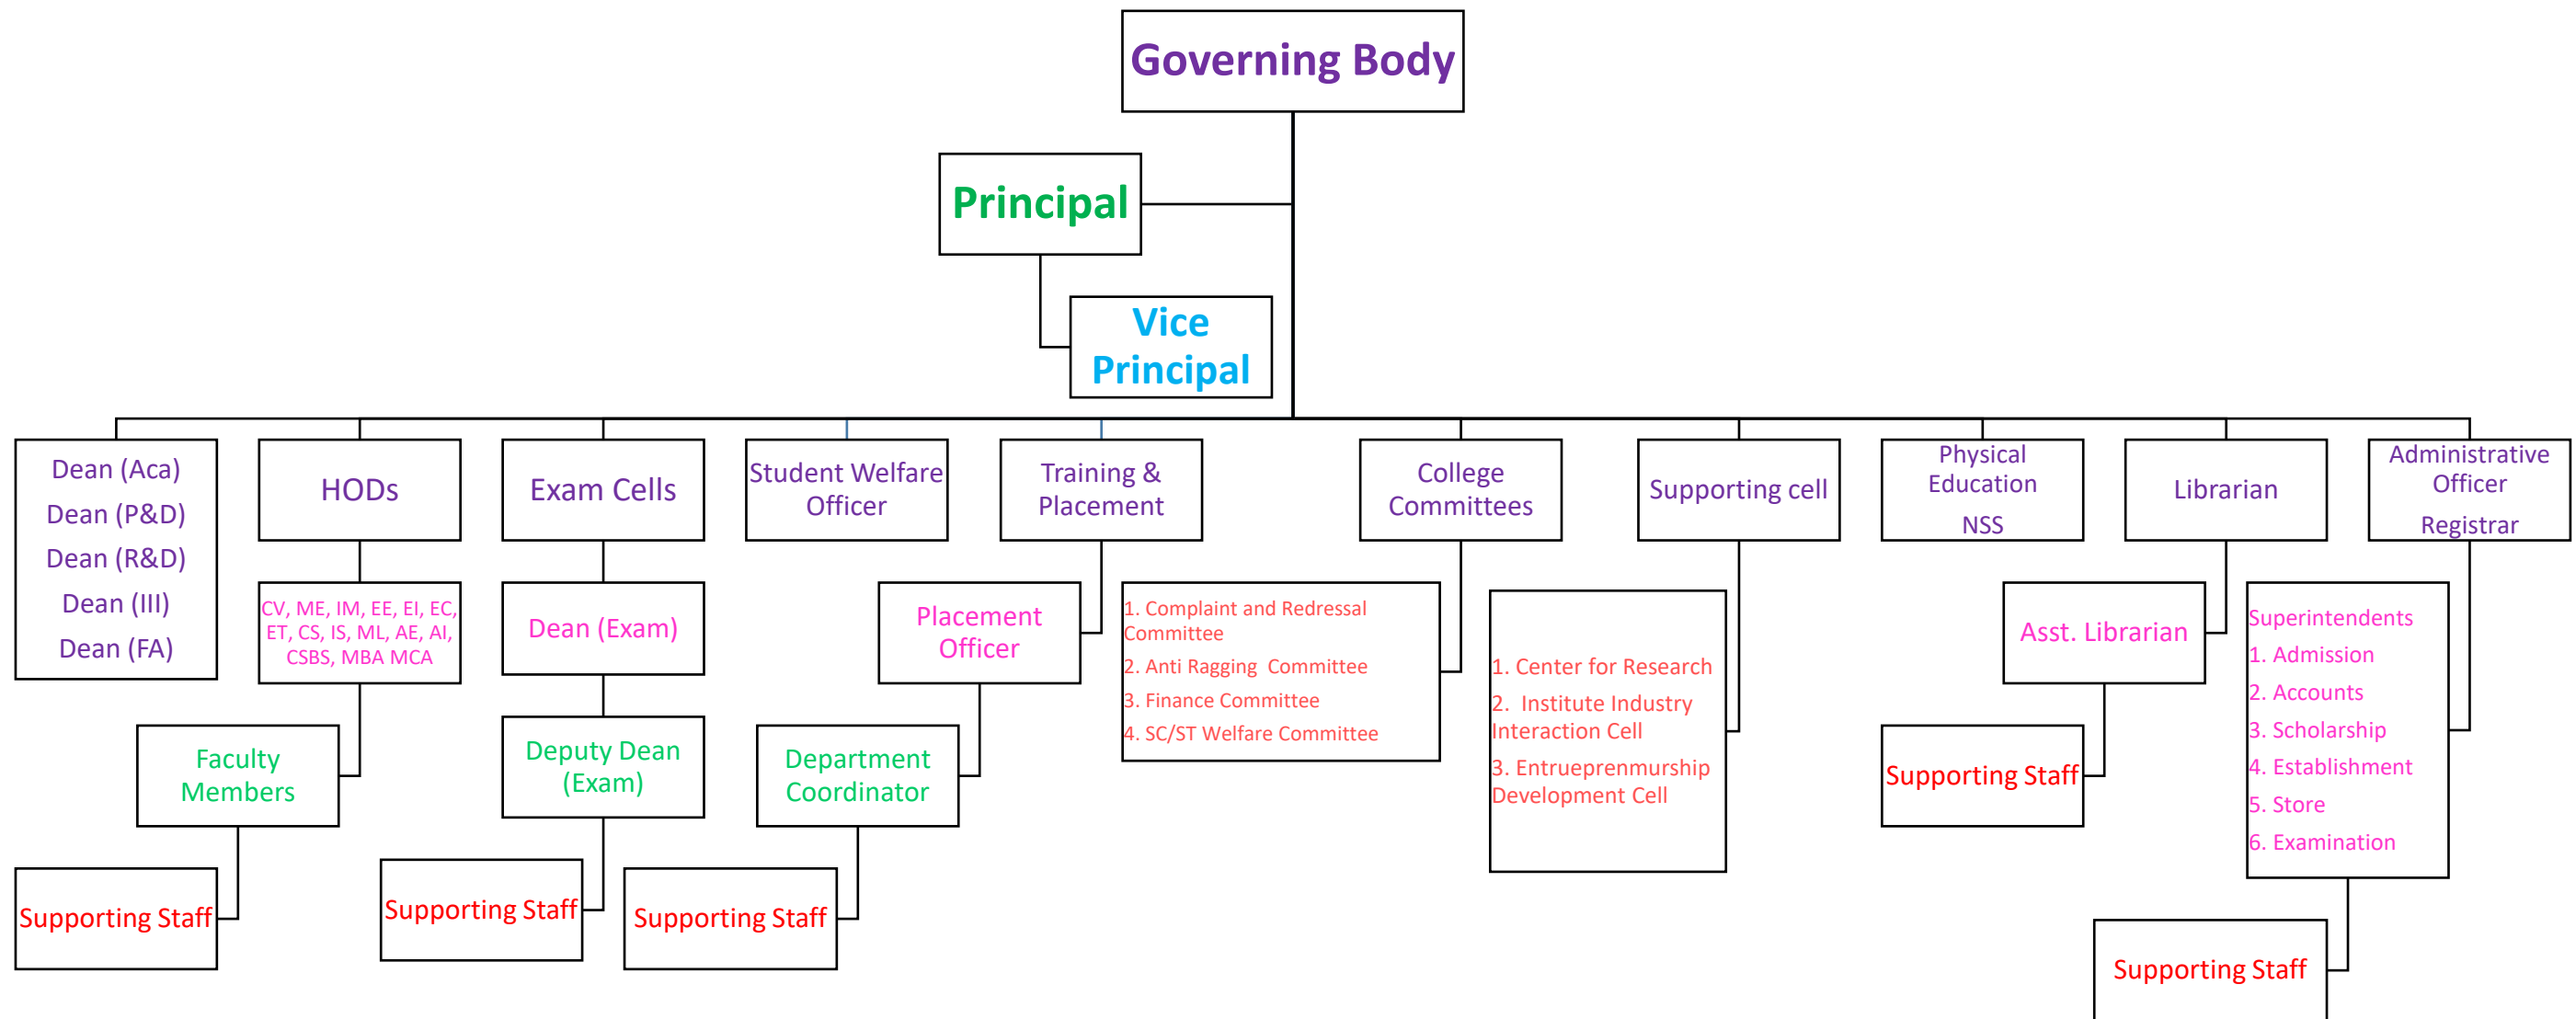 Governing Body
Principal
Vice
Principal
Dean (Aca)
Dean (P&D)
Dean (R&D)
Dean (III)
Dean (FA)
HODs
Exam Cells
Student Welfare
Officer
Training &
Placement
College
Committees
Supporting cell
Physical
Education
NSS
Librarian
Administrative
Officer
Registrar
CV, ME, IM, EE, EI, EC,
ET, CS, IS, ML, AE, AI,
CSBS, MBA MCA
Dean (Exam)
Placement
Officer
1. Complaint and Redressal
Committee
2. Anti Ragging  Committee
3. Finance Committee
4. SC/ST Welfare Committee
1. Center for Research
2.  Institute Industry
Interaction Cell
3. Entrueprenmurship
Development Cell
Asst. Librarian
Superintendents
1. Admission
2. Accounts
3. Scholarship
4. Establishment
5. Store
6. Examination
Faculty
Members
Deputy Dean
(Exam)
Department
Coordinator
Supporting Staff
Supporting Staff
Supporting Staff
Supporting Staff
Supporting Staff